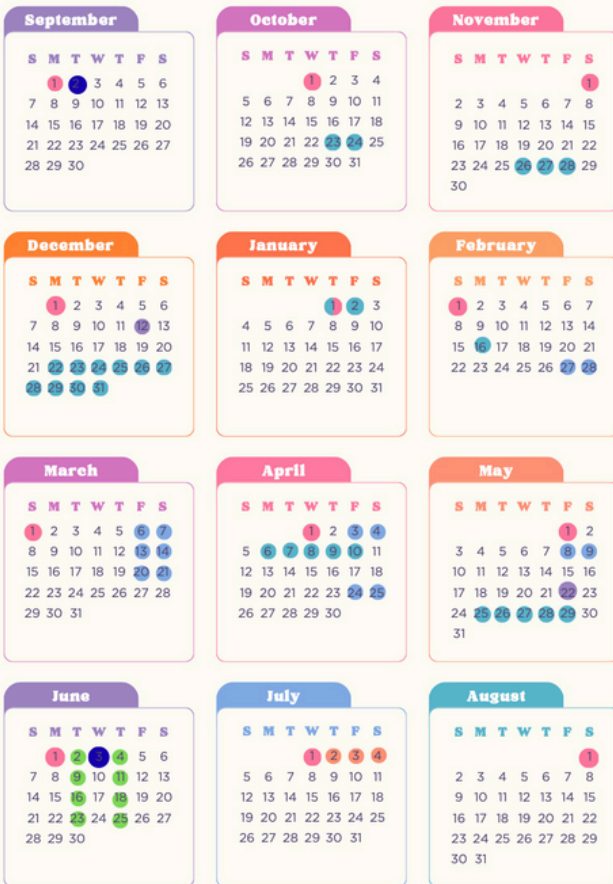 September October November
S M T W T F S S M T W T F S S M T W T F S
1 2 3 4 5 6 1 2 3 4 1
7 8 9 10 11 12 13 5 6 7 8 9 10 11 2 3 4 5 6 7 8
14 15 16 17 18 19 20 12 13 14 15 16 17 18 9 10 11 12 13 14 15
21 22 23 24 25 26 27 19 20 21 22 23 24 25 16 17 18 19 20 21 22
28 29 30 26 27 28 29 30 31 23 24 25 26 27 28 29
30
December January February
S M T W T F S S M T W T F S S M T W T F S
1 2 3 4 5 6 1 2 3 1 2 3 4 5 6 7
7 8 9 10 11 12 13 4 5 6 7 8 9 10 8 9 10 11 12 13 14
14 15 16 17 18 19 20 11 12 13 14 15 16 17 15 16 17 18 19 20 21
21 22 23 24 25 26 27 18 19 20 21 22 23 24 22 23 24 25 26 27 28
28 29 30 31 25 26 27 28 29 30 31
March April May
S M T W T F S S M T W T F S S M T W T F S
1 2 3 4 5 6 7 1 2 3 4 1 2
8 9 10 11 12 13 14 5 6 7 8 9 10 11 3 4 5 6 7 8 9
15 16 17 18 19 20 21 12 13 14 15 16 17 18 10 11 12 13 14 15 16
22 23 24 25 26 27 28 19 20 21 22 23 24 25 17 18 19 20 21 22 23
29 30 31 26 27 28 29 30 24 25 26 27 28 29 30
31
June July August
S M T W T F S S M T W T F S S M T W T F S
1 2 3 4 5 6 1 2 3 4 1
7 8 9 10 11 12 13 5 6 7 8 9 10 11 2 3 4 5 6 7 8
14 15 16 17 18 19 20 12 13 14 15 16 17 18 9 10 11 12 13 14 15
21 22 23 24 25 26 27 19 20 21 22 23 24 25 16 17 18 19 20 21 22
28 29 30 26 27 28 29 30 31 23 24 25 26 27 28 29
30 31